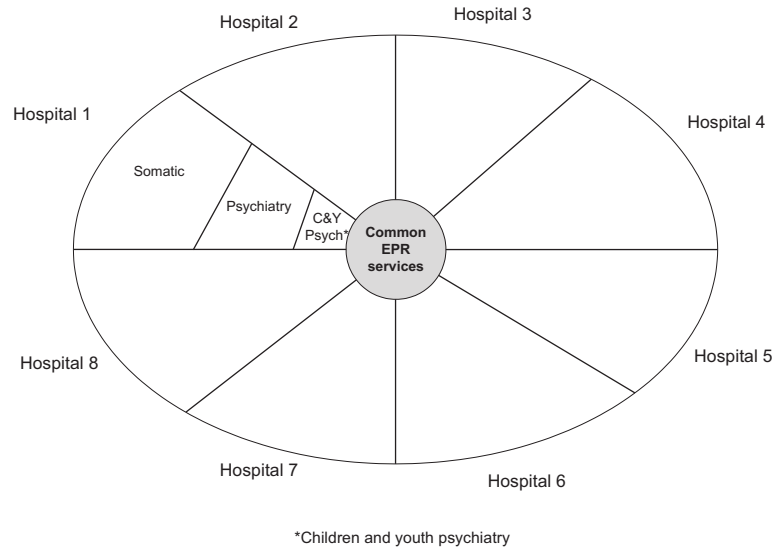 Hospital 2
Hospital 3
Hospital 1
Hospital 4
Somatic
Psychiatry
C&Y
Psych*
Common
EPR
services
Hospital 8
Hospital 5
Hospital 7
Hospital 6
*Children and youth psychiatry